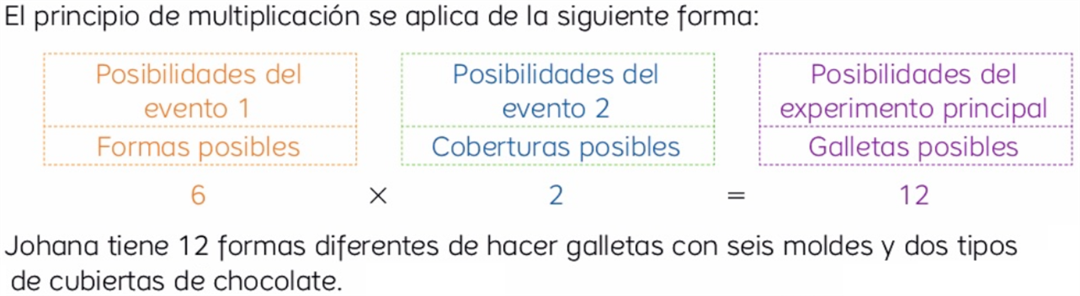 El principio de multiplicación se aplica de la siguiente forma:
Posibilidades del evento 1
Posibilidades del evento 2
Posibilidades del experimento principal
Formas posibles
Coberturas posibles
Galletas posibles
6 × 2 = 12
Johana tiene 12 formas diferentes de hacer galletas con seis moldes y dos tipos
de cubiertas de chocolate.